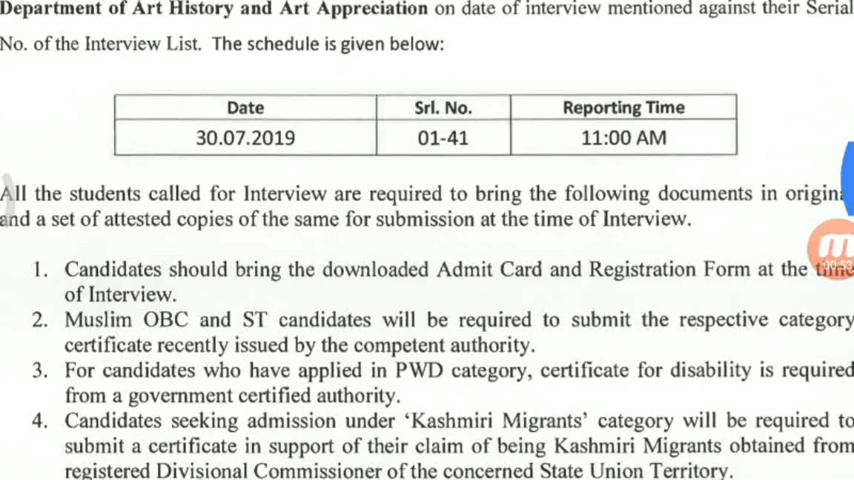 Department of Art History and Art Appreciation on date of interview mentioned against their Serial
No. of the Interview List. The schedule is given below:
Date Srl. No. Reporting Time
30.07.2019 01-41 11:00 AM
All the students called for Interview are required to bring the following documents in
and a set of attested copies of the same for submission at the time of Interview.
1. Candidates should bring the downloaded Admit Card and Registration Form at the time
of Interview.
2. Muslim OBC and ST candidates will be required to submit the respective category
certificate recently issued by the competent authority.
3. For candidates who have applied in PWD category, certificate for disability is required
from a government certified authority.
4. Candidates seeking admission under ‘Kashmiri Migrants’ category will be required to
submit a certificate in support of their claim of being Kashmiri Migrants obtained from
registered Divisional Commissioner of the concerned State Union Territory.